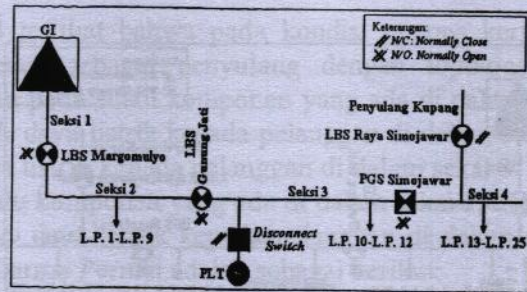 GI
Keterangan:
N/C: Normally Close
N/O: Normally Open
Seksi 1
LBS Margomulyo
LBS
Gunung Jati
Penyulang Kupang
LBS Raya Simojawar
PGS Simojawar
Seksi 2
Seksi 3
Seksi 4
L.P. 1-L.P. 9
Disconnect
Switch
L.P. 10-L.P. 12
L.P. 13-L.P. 25
PLT